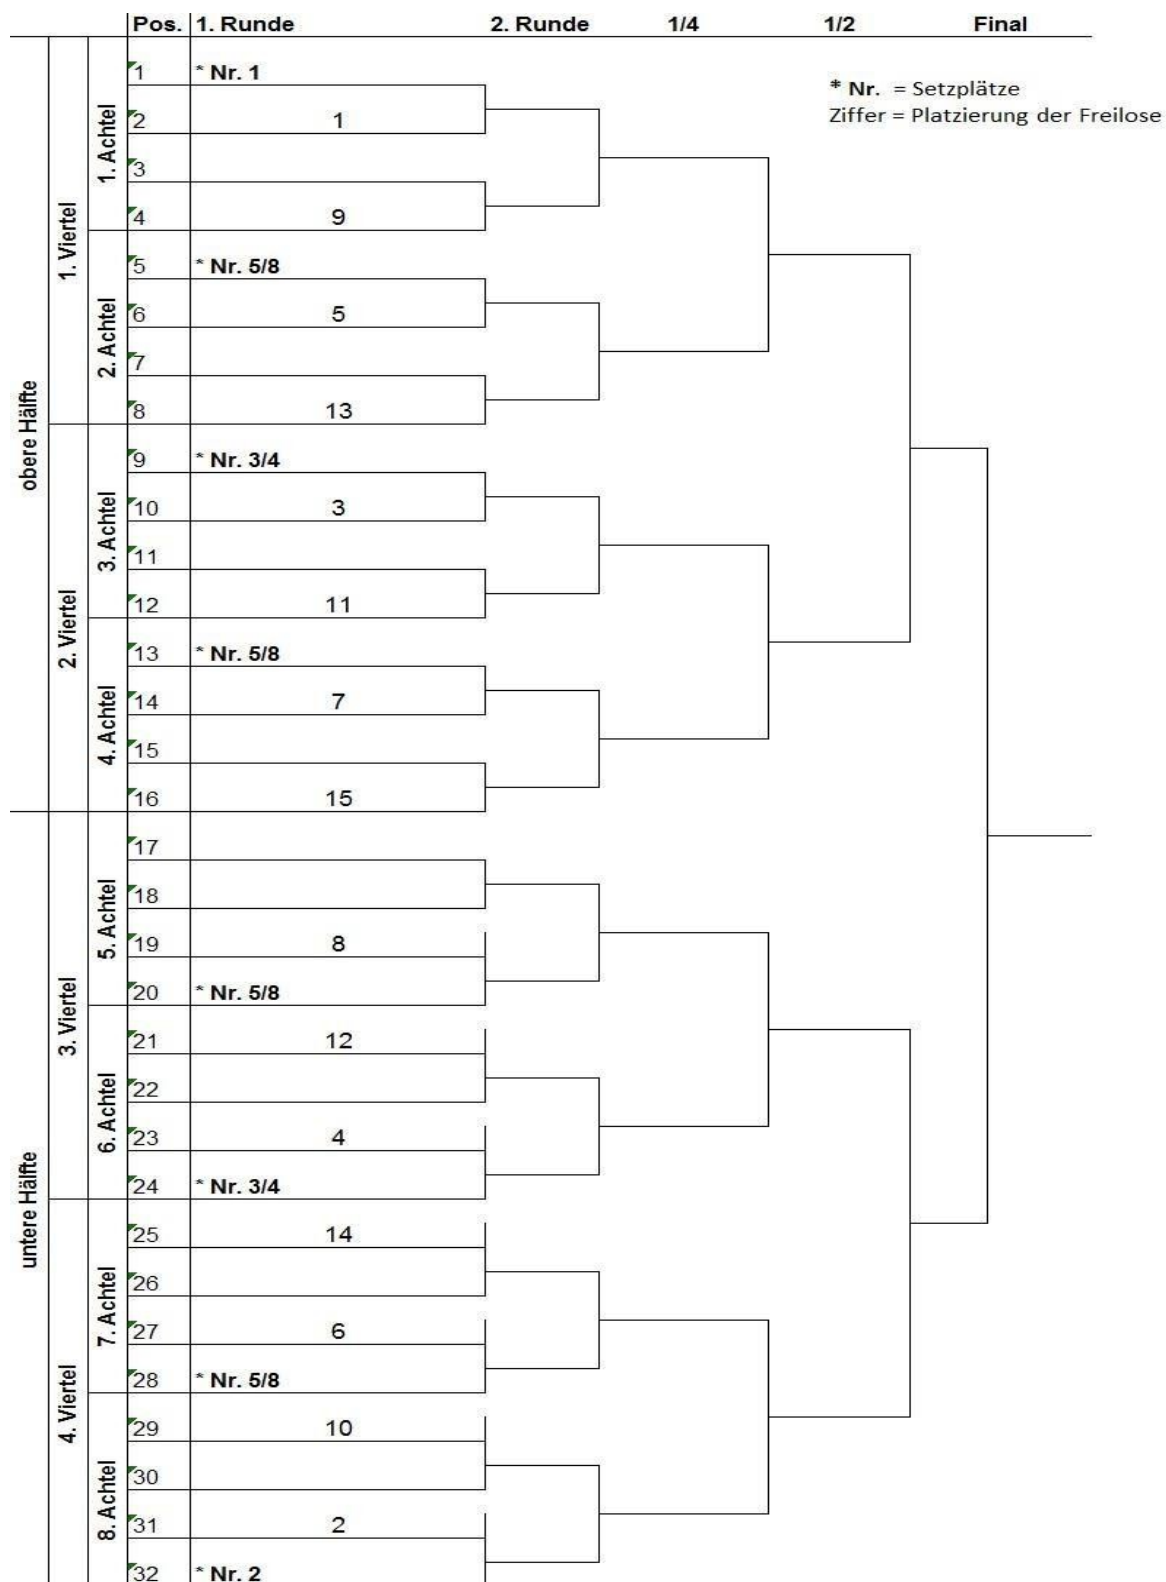 Pos. 1. Runde 2. Runde 1/4 1/2 Final
* Nr. = Setzplätze
Ziffer = Platzierung der Freilose
obere Hälfte
1. Viertel
1. Achtel
1 * Nr. 1
2 1
3
4 9
2. Achtel
5 * Nr. 5/8
6 5
7
8 13
2. Viertel
3. Achtel
9 * Nr. 3/4
10 3
11
12 11
4. Achtel
13 * Nr. 5/8
14 7
15
16 15
untere Hälfte
3. Viertel
5. Achtel
17
18
19 8
20 * Nr. 5/8
6. Achtel
21 12
22
23 4
24 * Nr. 3/4
4. Viertel
7. Achtel
25 14
26
27 6
28 * Nr. 5/8
8. Achtel
29 10
30
31 2
32 * Nr. 2